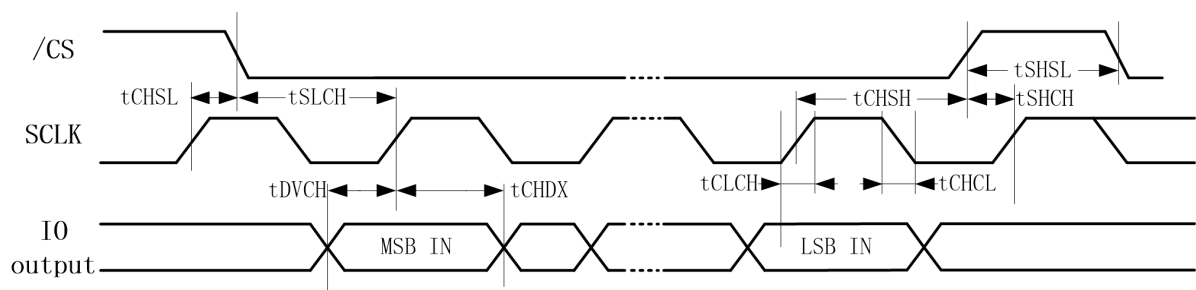 /CS
tSHSL
tCHSL
tSLCH
tCHSH
tSHCH
SCLK
tDVCH
tCHDX
tCLCH
tCHCL
IO
output
MSB IN
LSB IN